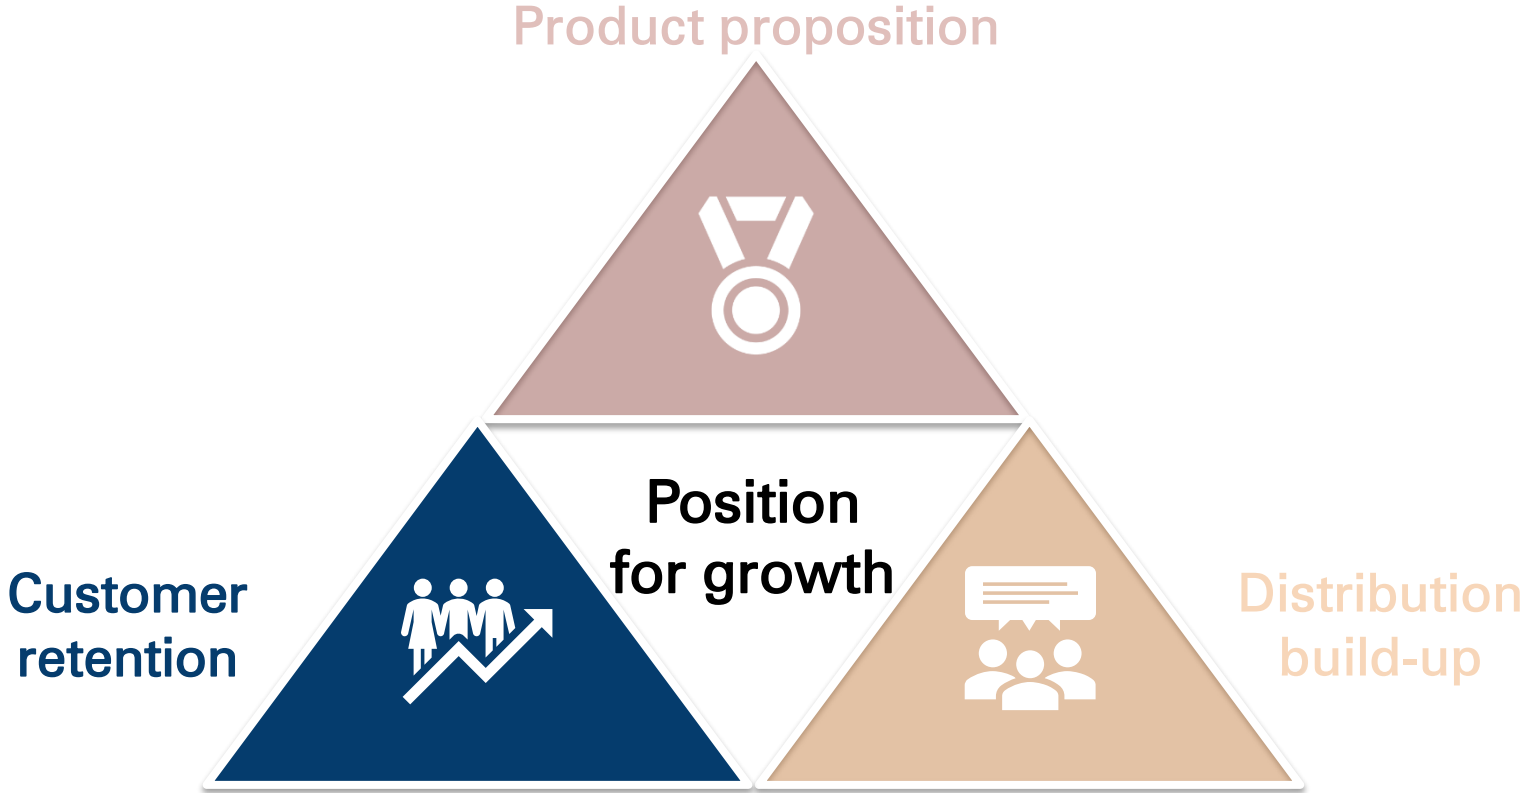 Product proposition
Position
for growth
Customer
retention
Distribution
build-up